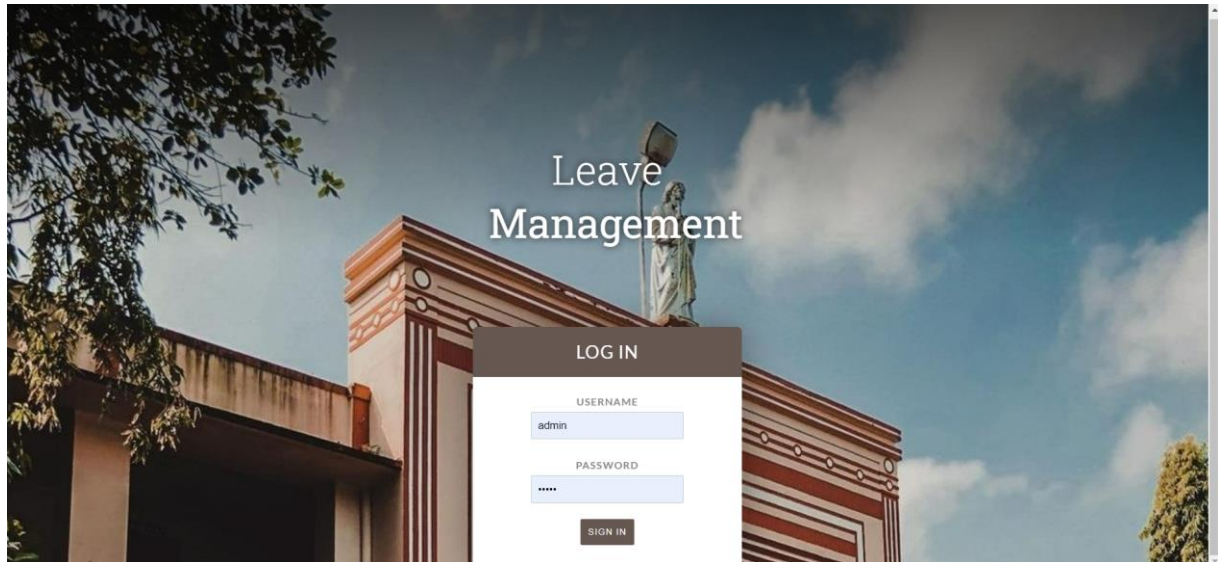 Leave
Management
LOG IN
USERNAME
admin
PASSWORD
•••••
SIGN IN